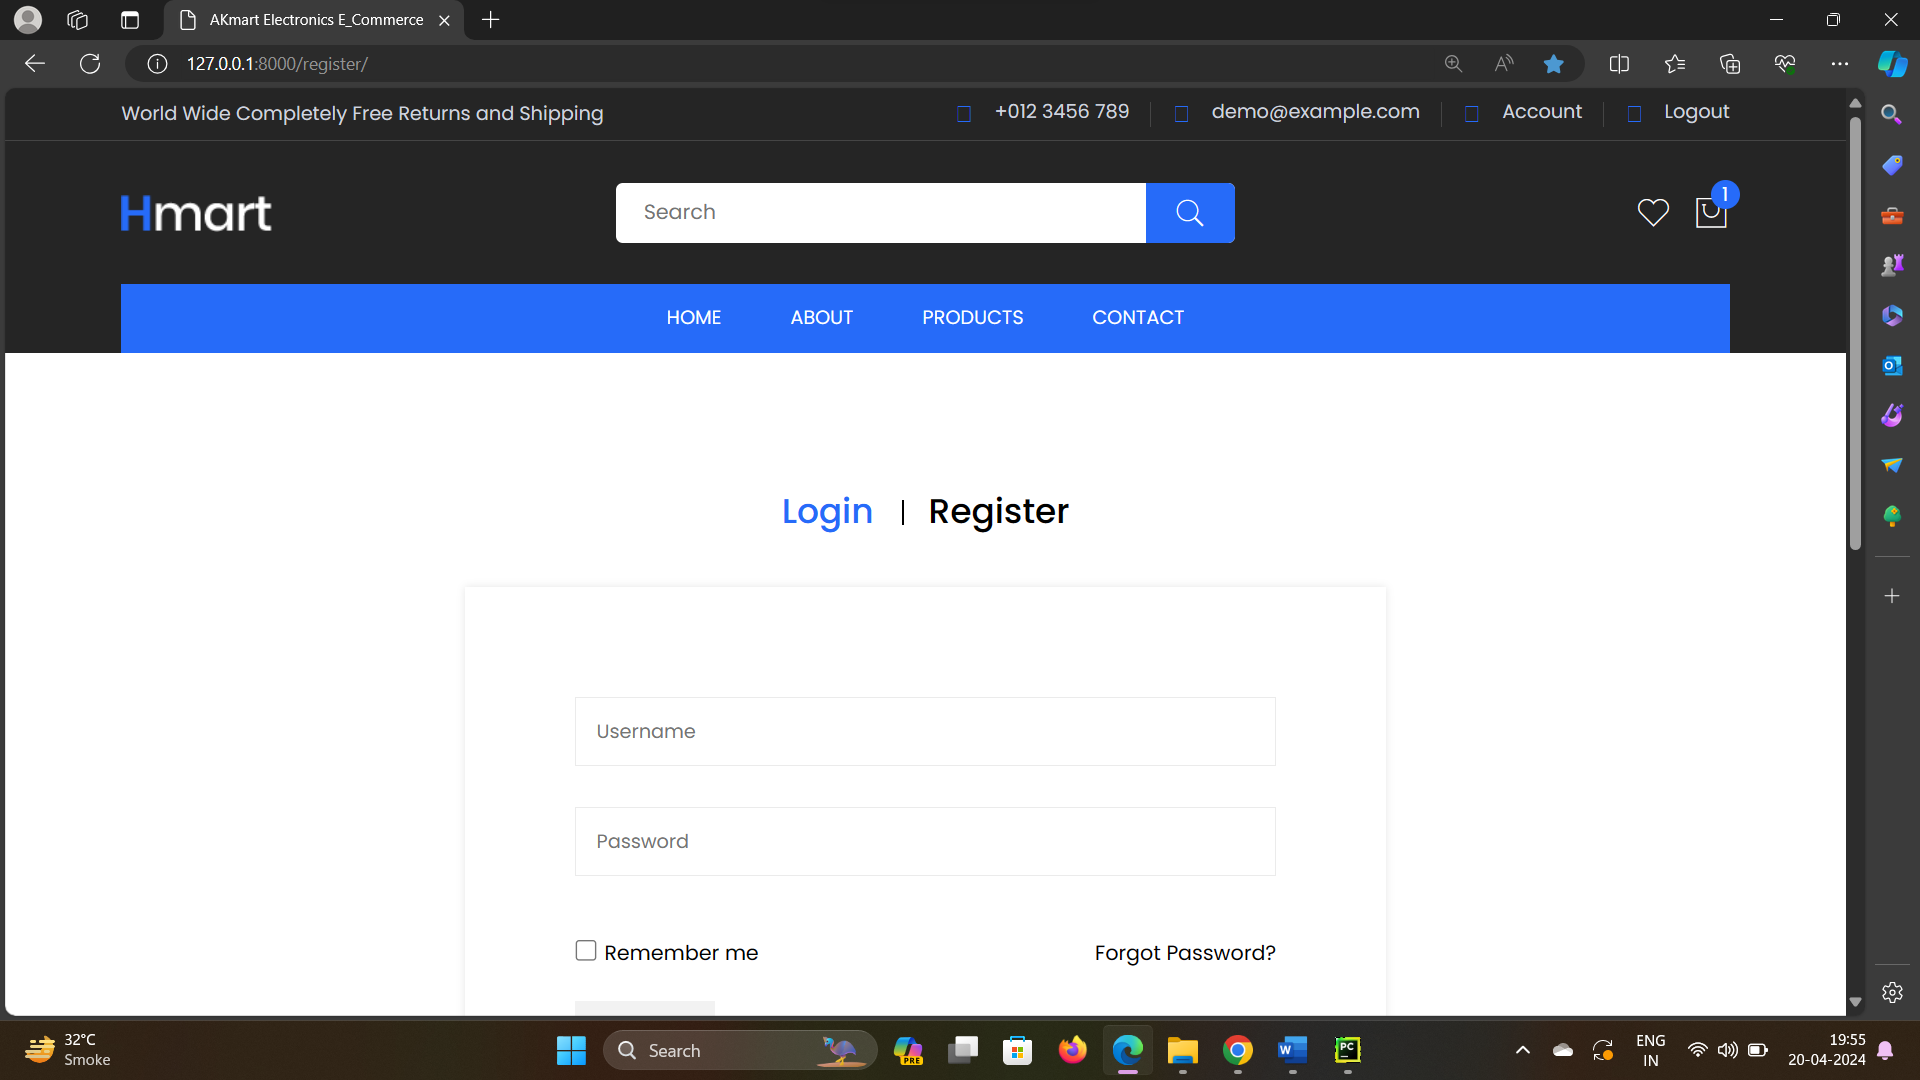 AKmart Electronics E_Commerce
127.0.0.1:8000/register/
World Wide Completely Free Returns and Shipping
+012 3456 789
demo@example.com
Account
Logout
Hmart
Search
1
HOME
ABOUT
PRODUCTS
CONTACT
Login
Register
Username
Password
Remember me
Forgot Password?
32°C
Smoke
Search
PRE
W
PC
ENG
IN
19:55
20-04-2024